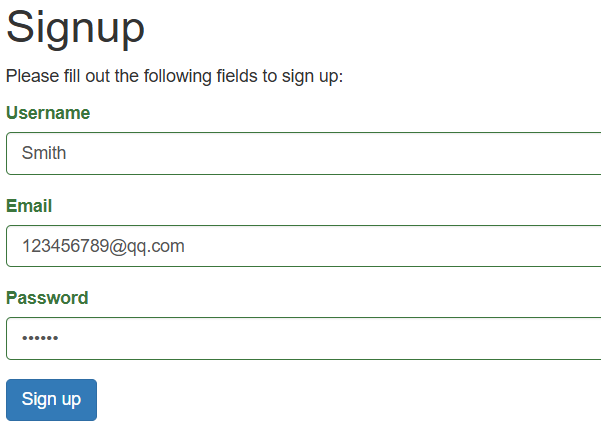 Signup
Please fill out the following fields to sign up:
Username
Smith
Email
123456789@qq.com
Password
••••••
Sign up